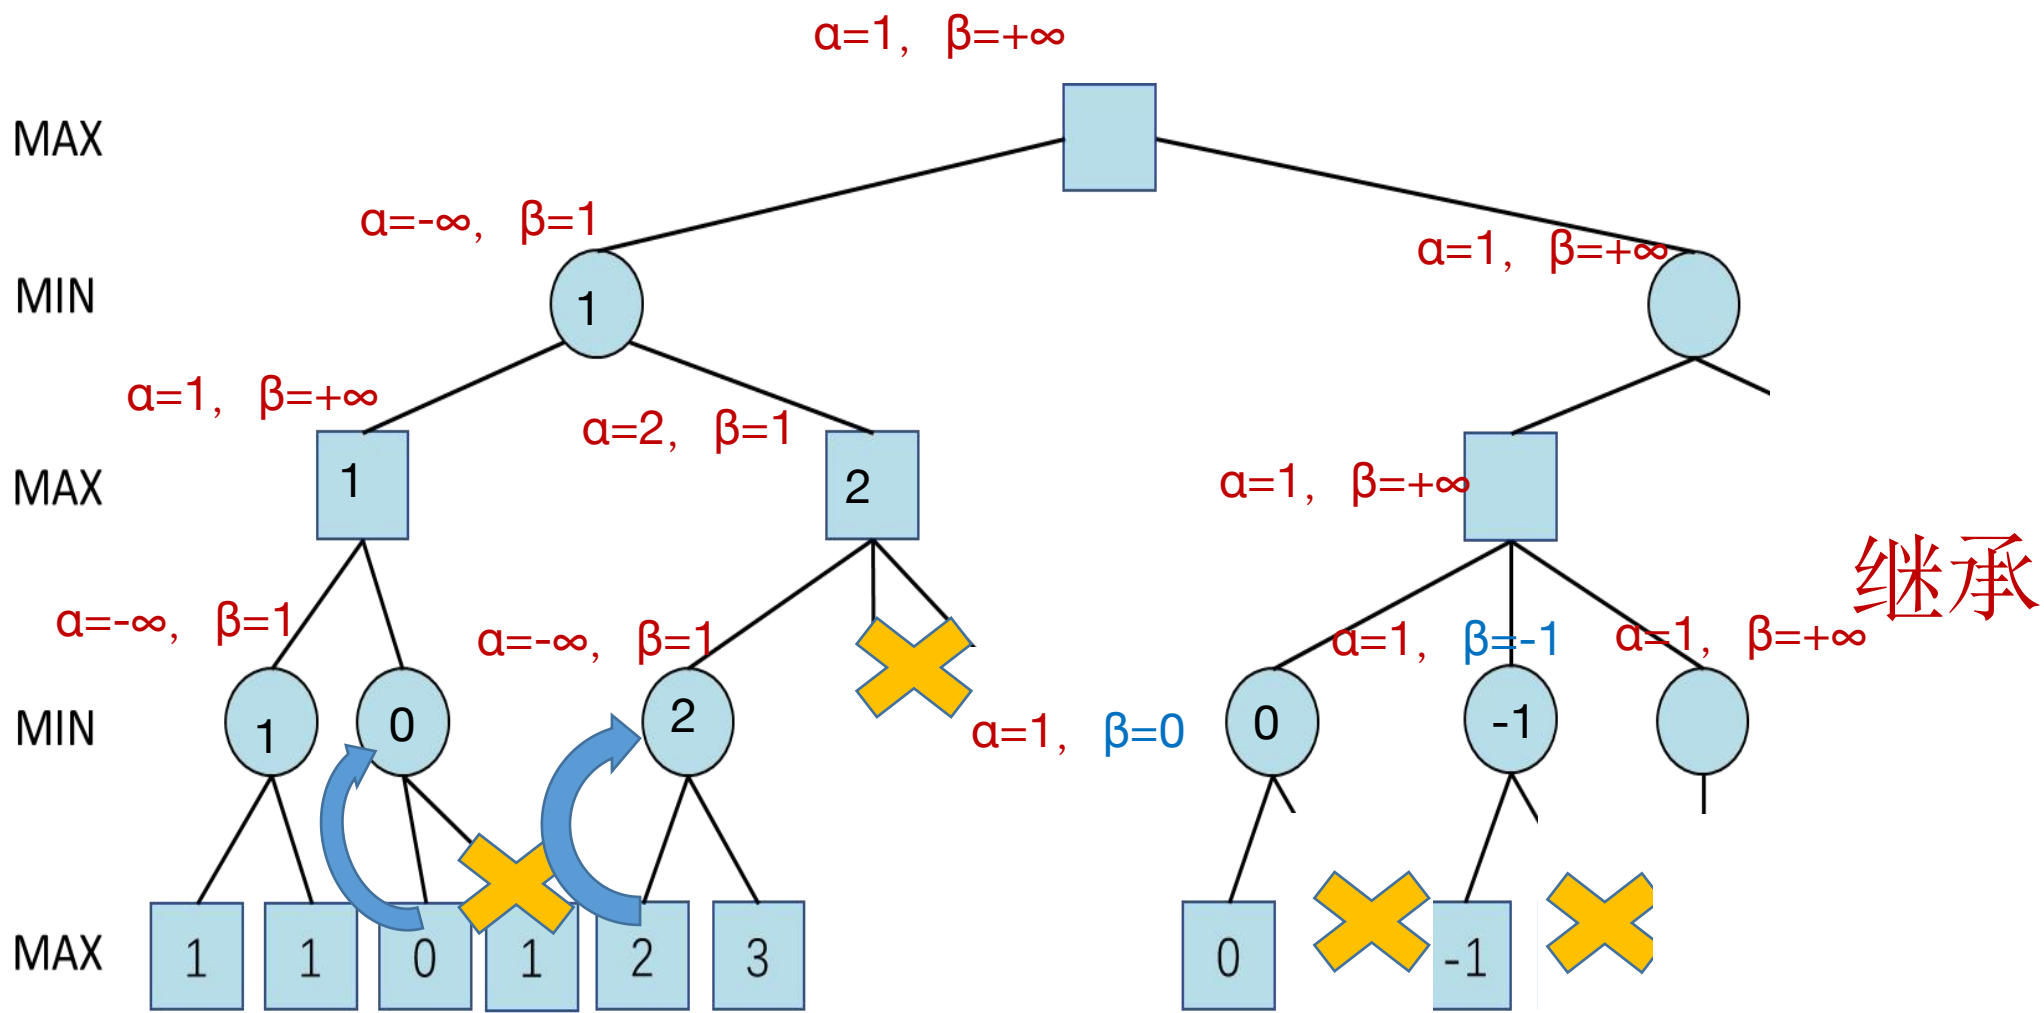 α=1, β=+∞
MAX
α=-∞, β=1
α=1, β=+∞
MIN
1
α=1, β=+∞
α=2, β=1
MAX
1
2
α=1, β=+∞
继承
α=-∞, β=1
α=-∞, β=1
α=1, β=-1
α=1, β=+∞
MIN
1
0
2
α=1, β=0
0
-1
MAX
1
1
0
1
2
3
0
-1